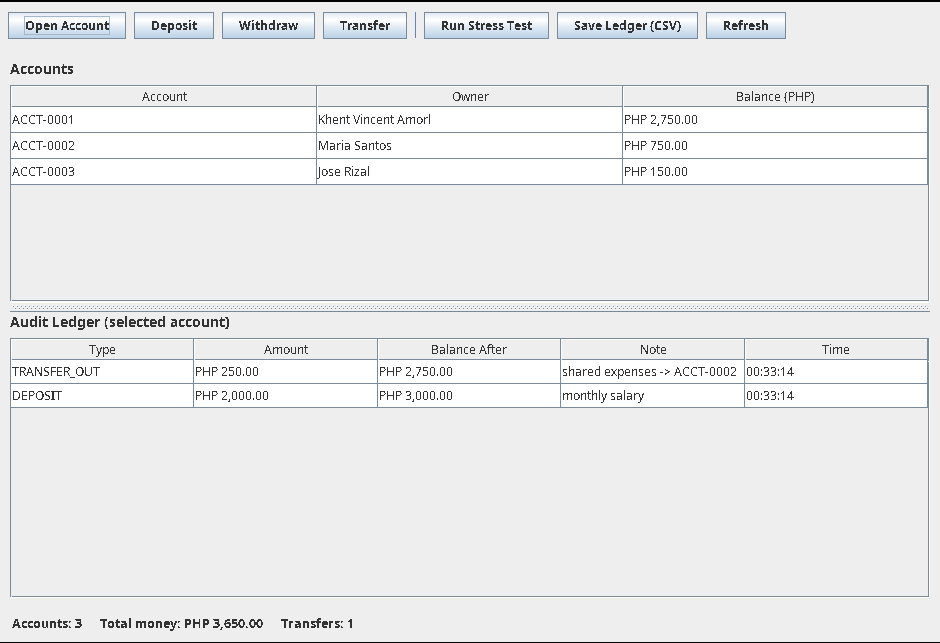 Open Account Deposit Withdraw Transfer Run Stress Test Save Ledger (CSV) Refresh
Accounts
Account Owner Balance (PHP)
ACCT-0001 Khent Vincent Amorl PHP 2,750.00
ACCT-0002 Maria Santos PHP 750.00
ACCT-0003 Jose Rizal PHP 150.00
Audit Ledger (selected account)
Type Amount Balance After Note Time
TRANSFER_OUT PHP 250.00 PHP 2,750.00 shared expenses -> ACCT-0002 00:33:14
DEPOSIT PHP 2,000.00 PHP 3,000.00 monthly salary 00:33:14
Accounts: 3 Total money: PHP 3,650.00 Transfers: 1